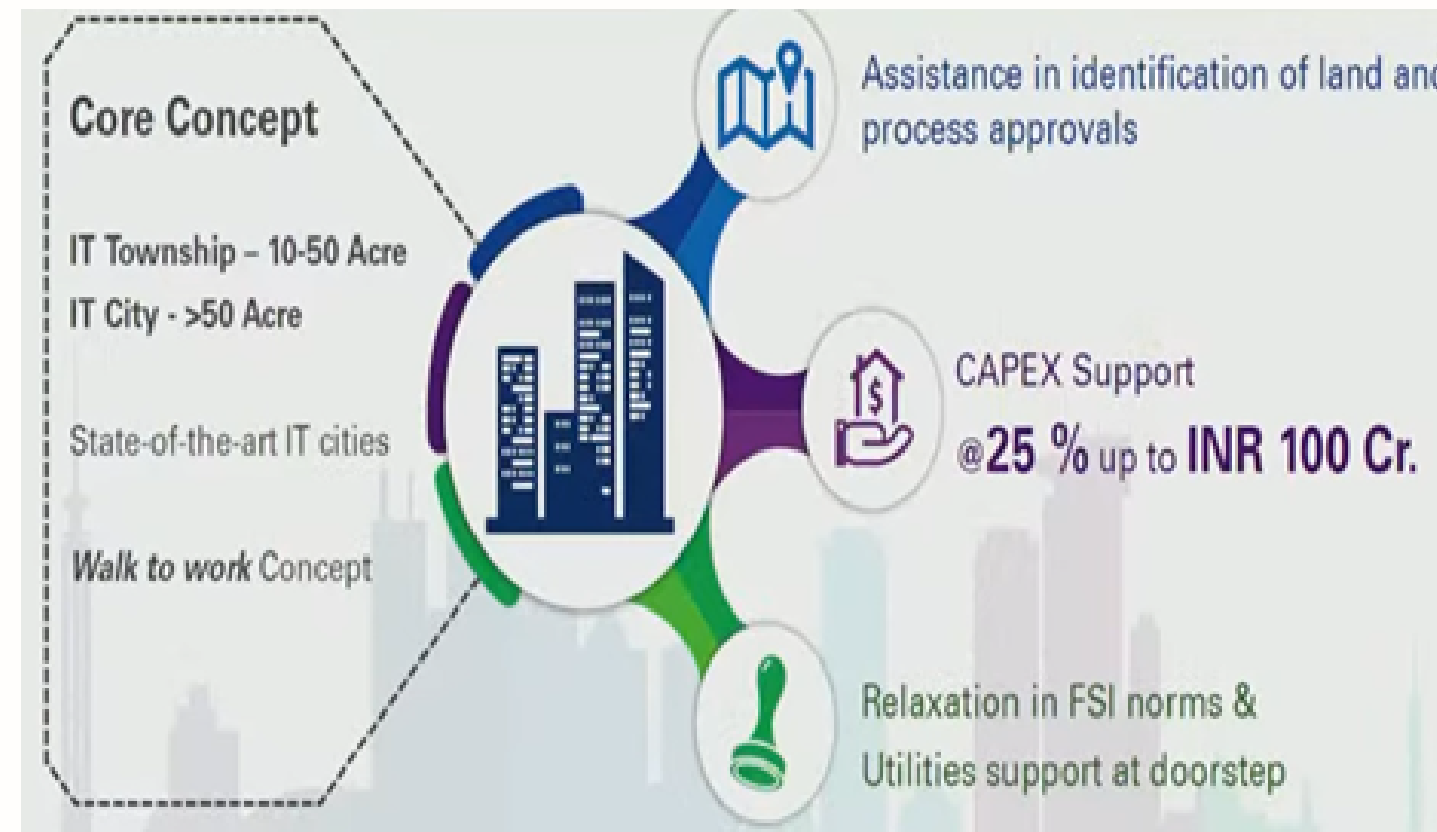 Core Concept
IT Township – 10-50 Acre
IT City - >50 Acre
State-of-the-art IT cities
Walk to work Concept
Assistance in identification of land and
process approvals
CAPEX Support
@25 % up to INR 100 Cr.
Relaxation in FSI norms &
Utilities support at doorstep